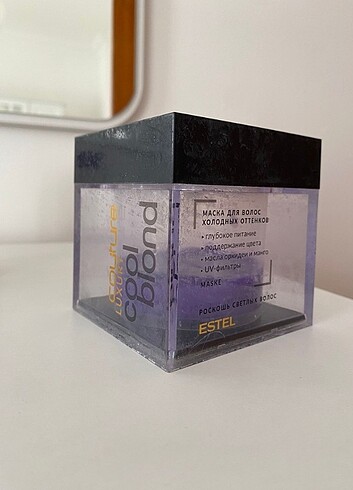 couture
LUXURY
cool
blond
МАСКА ДЛЯ ВОЛОС
ХОЛОДНЫХ ОТТЕНКОВ
• глубокое питание
• поддержание цвета
• масла орхидеи и манго
• UV-фильтры
MASKE
РОСКОШЬ СВЕТЛЫХ ВОЛОС
ESTEL